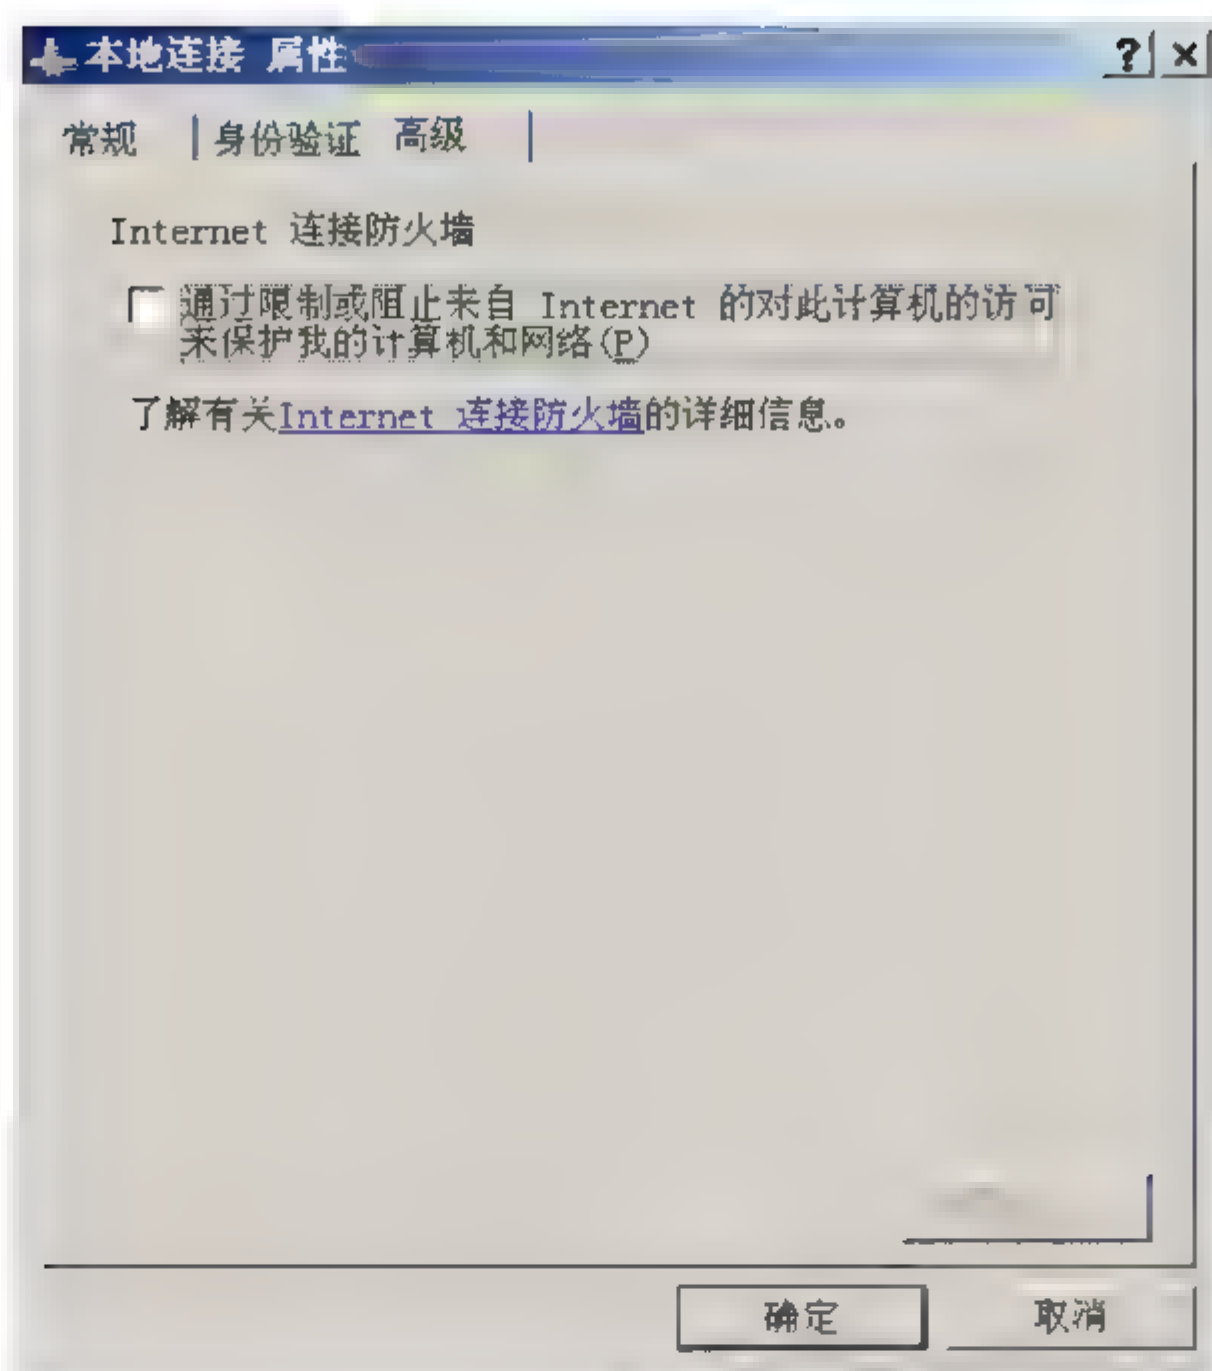 本地连接 属性
? ×
常规 身份验证 高级
Internet 连接防火墙
通过限制或阻止来自 Internet 的对此计算机的访可
来保护我的计算机和网络(P)
了解有关Internet 连接防火墙的详细信息。
确定 取消